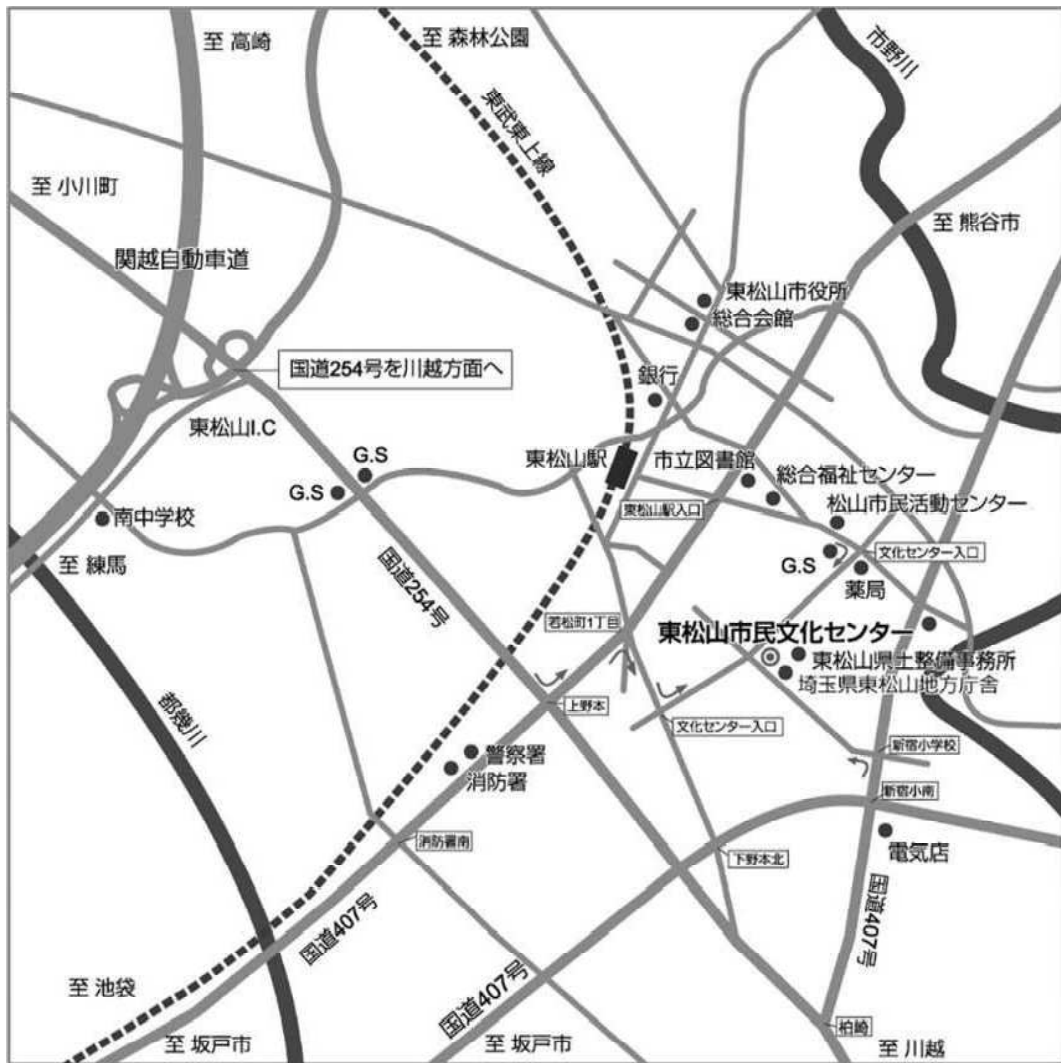 至 高崎
至 森林公園
市野川
東武東上線
至 小川町
至 熊谷市
関越自動車道
東松山市役所
総合会館
国道254号を川越方面へ
銀行
東松山I.C
G.S
東松山駅
市立図書館
総合福祉センター
G.S
松山市民活動センター
東松山駅入口
南中学校
文化センター入口
至 練馬
G.S
薬局
国道254号
若松町1丁目
東松山市民文化センター
東松山県土整備事務所
埼玉県東松山地方庁舎
上野本
都幾川
文化センター入口
新宿小学校
警察署
消防署
新宿小南
消防署南
下野本北
電気店
国道407号
国道407号
国道407号
至 池袋
柏崎
至 坂戸市
至 坂戸市
至 川越